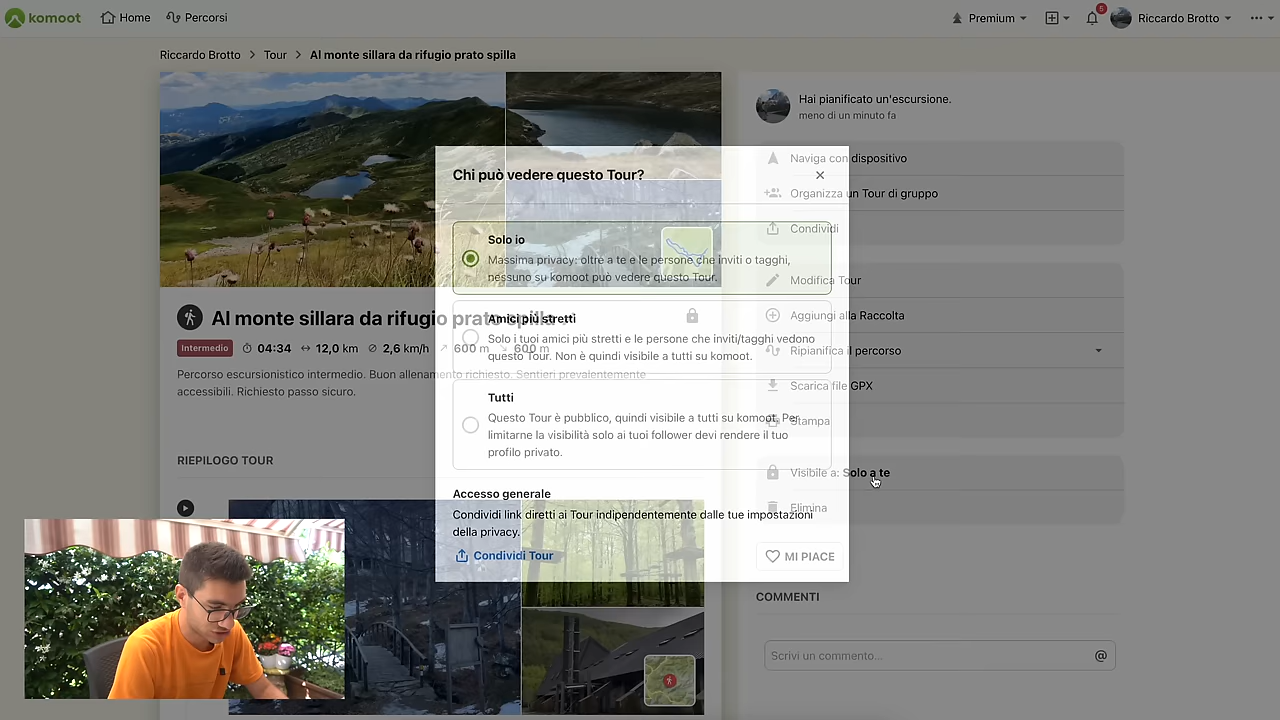 komoot
Home
Percorsi
Premium
5
Riccardo Brotto
Riccardo Brotto > Tour > Al monte sillara da rifugio prato spilla
Hai pianificato un'escursione.
meno di un minuto fa
Naviga con dispositivo
Organizza un Tour di gruppo
Condividi
Modifica Tour
Aggiungi alla Raccolta
Ripianifica il percorso
Scarica file GPX
Stampa
Visibile a: Solo a te
Elimina
MI PIACE
COMMENTI
Scrivi un commento...
@
Chi può vedere questo Tour?
Solo io
Massima privacy: oltre a te e le persone che inviti o tagghi,
nessuno su komoot può vedere questo Tour.
Amici più stretti
Solo i tuoi amici più stretti e le persone che inviti/tagghi vedono
questo Tour. Non è quindi visibile a tutti su komoot.
Tutti
Questo Tour è pubblico, quindi visibile a tutti su komoot. Per
limitarne la visibilità solo ai tuoi follower devi rendere il tuo
profilo privato.
Accesso generale
Condividi link diretti ai Tour indipendentemente dalle tue impostazioni
della privacy.
Condividi Tour
Al monte sillara da rifugio prato spilla
Intermedio 04:34 12,0 km 2,6 km/h 600 m 600 m
Percorso escursionistico intermedio. Buon allenamento richiesto. Sentieri prevalentemente
accessibili. Richiesto passo sicuro.
RIEPILOGO TOUR